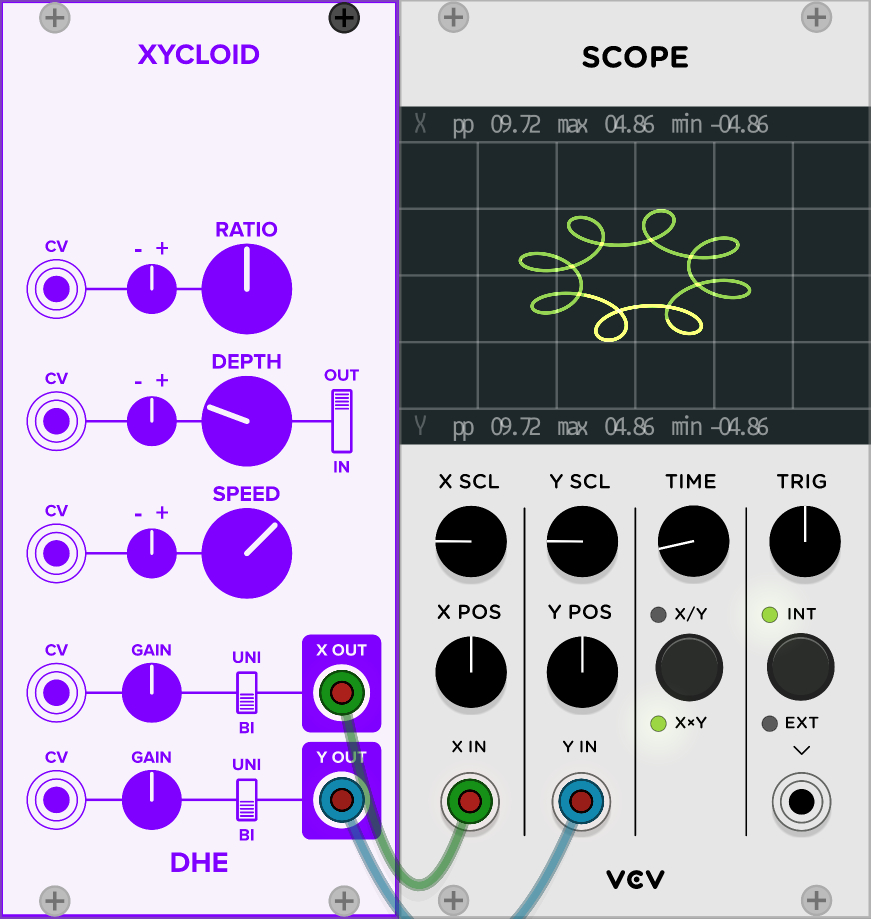 XYCLOID
RATIO
CV
- +
DEPTH
CV
- +
OUT
IN
SPEED
CV
- +
CV
GAIN
UNI
BI
X OUT
CV
GAIN
UNI
BI
Y OUT
DHE
SCOPE
X pp 09.72 max 04.86 min -04.86
Y pp 09.72 max 04.86 min -04.86
X SCL Y SCL TIME TRIG
X POS Y POS X/Y INT
X×Y EXT
X IN Y IN
VCV